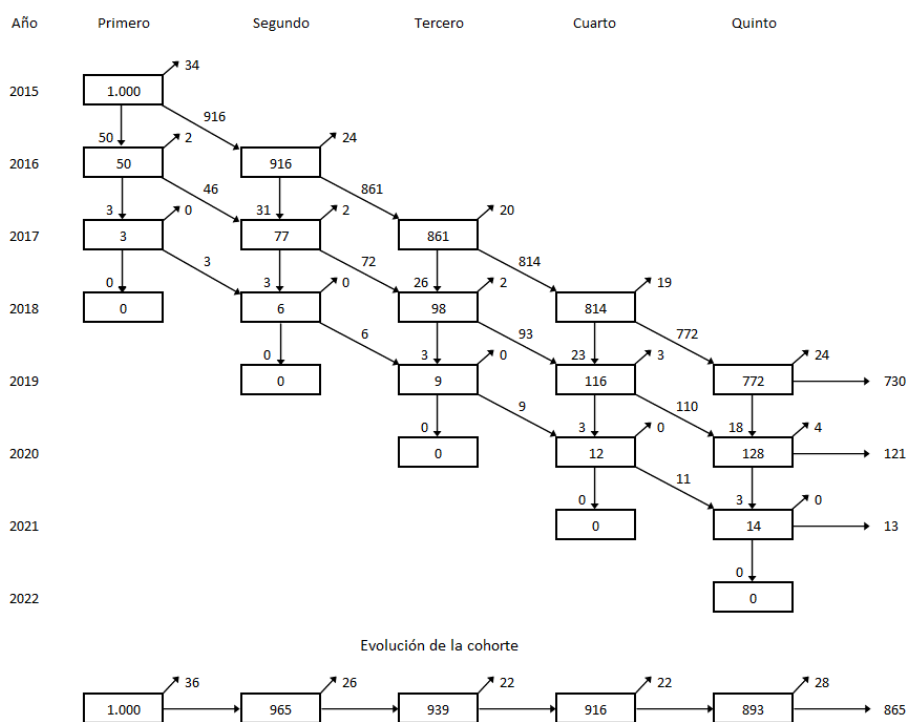 Año Primero Segundo Tercero Cuarto Quinto
34
2015 1.000
916
50 2 24
2016 50 916
46 861
3 0 31 2 20
2017 3 77 861
3 72 814
0 3 0 26 2 19
2018 0 6 98 814
6 93 772
0 3 0 23 3 24
2019 0 9 116 772 730
9 110
0 3 0 18 4
2020 0 12 128 121
11
0 3 0
2021 0 14 13
0
2022 0
Evolución de la cohorte
36 26 22 22 28
1.000 965 939 916 893 865